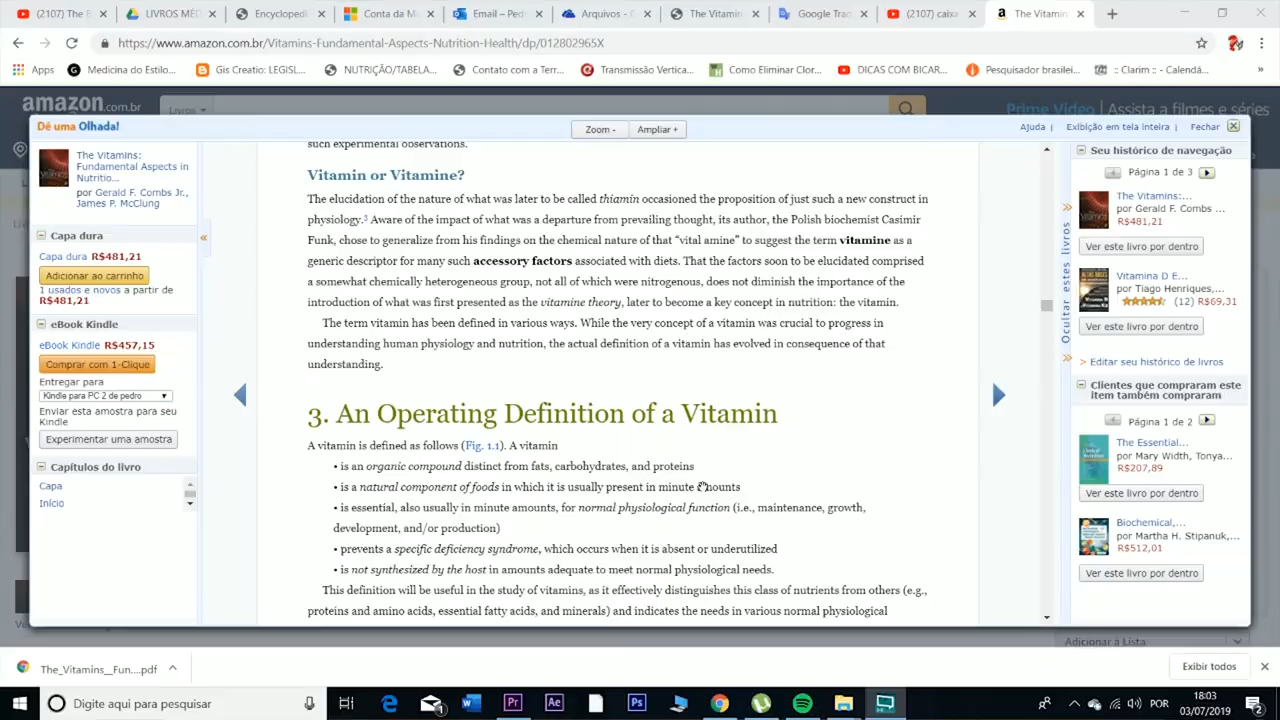 (2107) The B
LIVROS MÉD
Encycloped
Conta da M
Email – Ped
Arquivos - E
The Vitamin
Google Trac
(2107) caixa
The Vitamin
https://www.amazon.com.br/Vitamins-Fundamental-Aspects-Nutrition-Health/dp/012802965X
Apps
Medicina do Estilo...
Gis Creatio: LEGISL...
NUTRIÇÃO/TABELA...
Contato com a Terr...
Transmissão Vertica...
Como Eliminar Clor...
DICAS COM BICAR...
Pesquisador brasilei...
:: Clarim :: - Calendá...
»
amazon.com.br
Livros
Prime Video | Assista a filmes e séries
Dê uma Olhada!
Zoom -
Ampliar +
Ajuda |
Exibição em tela inteira |
Fechar
The Vitamins:
Fundamental Aspects in
Nutritio...
por Gerald F. Combs Jr.,
James P. McClung
Capa dura
Capa dura R$481,21
Adicionar ao carrinho
1 usados e novos a partir de
R$481,21
eBook Kindle
eBook Kindle R$457,15
Comprar com 1-Clique
Entregar para
Kindle para PC 2 de pedro
Enviar esta amostra para seu
Kindle
Experimentar uma amostra
Capítulos do livro
Capa
Início
«
such experimental observations.
Vitamin or Vitamine?
The elucidation of the nature of what was later to be called thiamin occasioned the proposition of just such a new construct in
physiology.3 Aware of the impact of what was a departure from prevailing thought, its author, the Polish biochemist Casimir
Funk, chose to generalize from his findings on the chemical nature of that “vital amine” to suggest the term vitamine as a
generic descriptor for many such accessory factors associated with diets. That the factors soon to be elucidated comprised
a somewhat chemically heterogeneous group, not all of which were nitrogenous, does not diminish the importance of the
introduction of what was first presented as the vitamine theory, later to become a key concept in nutrition: the vitamin.
The term vitamin has been defined in various ways. While the very concept of a vitamin was crucial to progress in
understanding human physiology and nutrition, the actual definition of a vitamin has evolved in consequence of that
understanding.
3. An Operating Definition of a Vitamin
A vitamin is defined as follows (Fig. 1.1). A vitamin
• is an organic compound distinct from fats, carbohydrates, and proteins
• is a natural component of foods in which it is usually present in minute amounts
• is essential, also usually in minute amounts, for normal physiological function (i.e., maintenance, growth,
development, and/or production)
• prevents a specific deficiency syndrome, which occurs when it is absent or underutilized
• is not synthesized by the host in amounts adequate to meet normal physiological needs.
This definition will be useful in the study of vitamins, as it effectively distinguishes this class of nutrients from others (e.g.,
proteins and amino acids, essential fatty acids, and minerals) and indicates the needs in various normal physiological
»
Ocultar estes livros
»
Seu histórico de navegação
Página 1 de 3
The Vitamins:...
por Gerald F. Combs ...
R$481,21
Ver este livro por dentro
Vitamina D E...
por Tiago Henriques,...
(12) R$69,31
Ver este livro por dentro
> Editar seu histórico de livros
Clientes que compraram este
item também compraram
Página 1 de 2
The Essential...
por Mary Width, Tonya...
R$207,89
Ver este livro por dentro
Biochemical,...
por Martha H. Stipanuk,...
R$512,01
Ver este livro por dentro
Adicionar à Lista
The_Vitamins__Fun....pdf
Exibir todos
Digite aqui para pesquisar
POR
18:03
03/07/2019
2